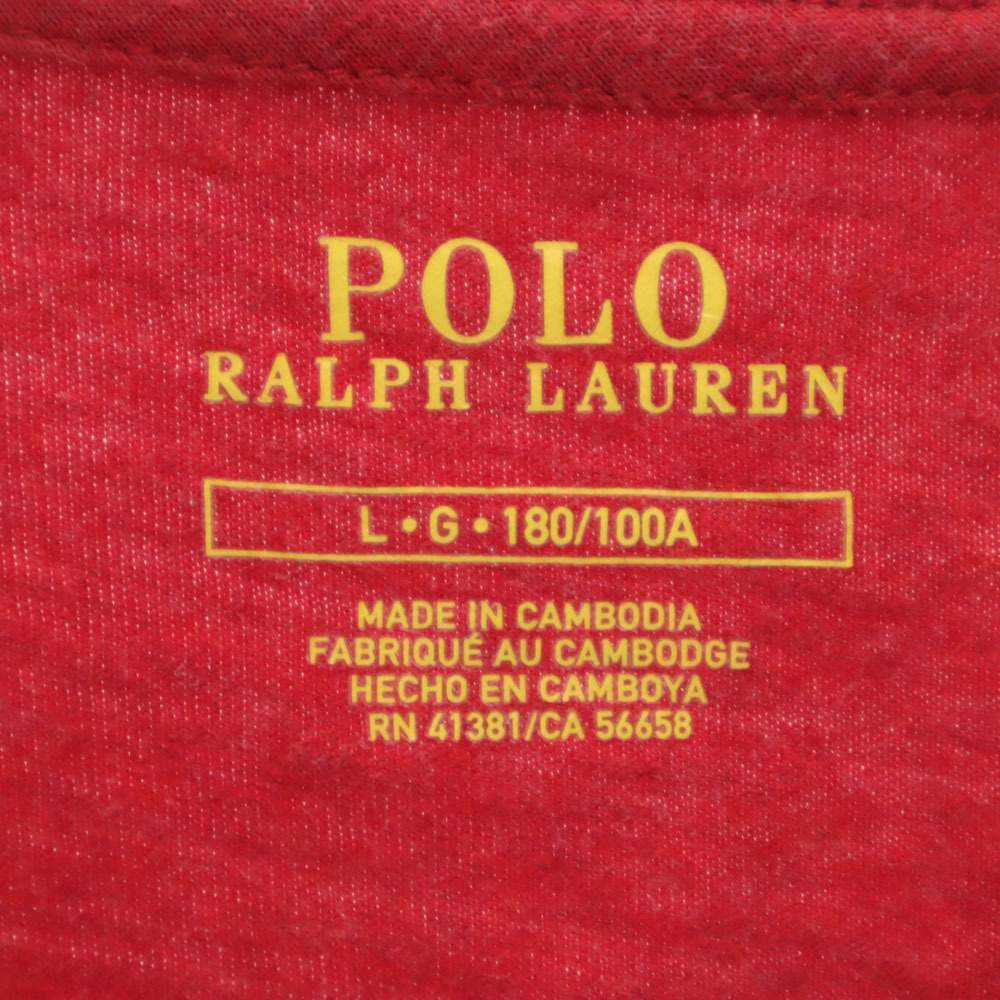 POLO
RALPH LAUREN
L • G • 180/100A
MADE IN CAMBODIA
FABRIQUÉ AU CAMBODGE
HECHO EN CAMBOYA
RN 41381/CA 56658